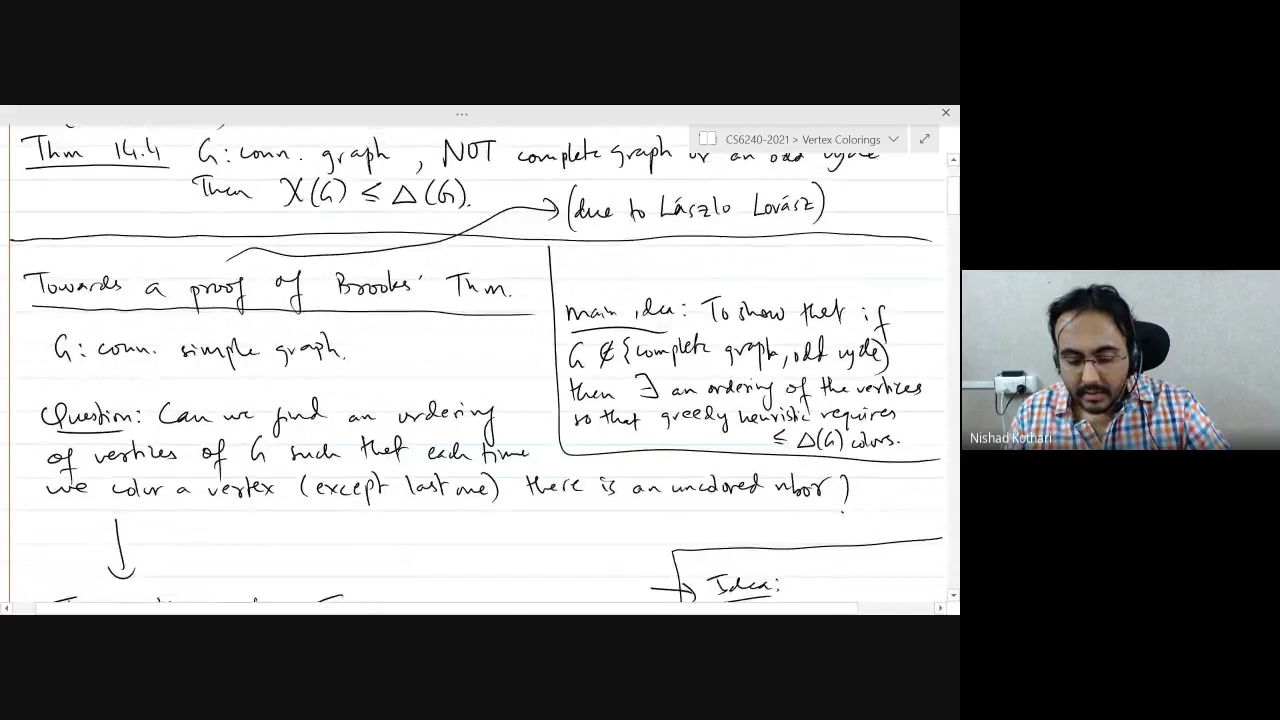 CS6240-2021 > Vertex Colorings
Thm 14.4 G: conn. graph, NOT complete graph or an odd cycle
Then χ(G) ≤ Δ(G).
(due to László Lovász)
Towards a proof of Brooks' Thm.
G: conn. simple graph.
Question: Can we find an ordering
of vertices of G such that each time
we color a vertex (except last one) there is an uncolored nbor?
main idea: To show that if
G ∉ {complete graph, odd cycle}
then ∃ an ordering of the vertices
so that greedy heuristic requires
≤ Δ(G) colors.
Idea:
Nishad Kothari